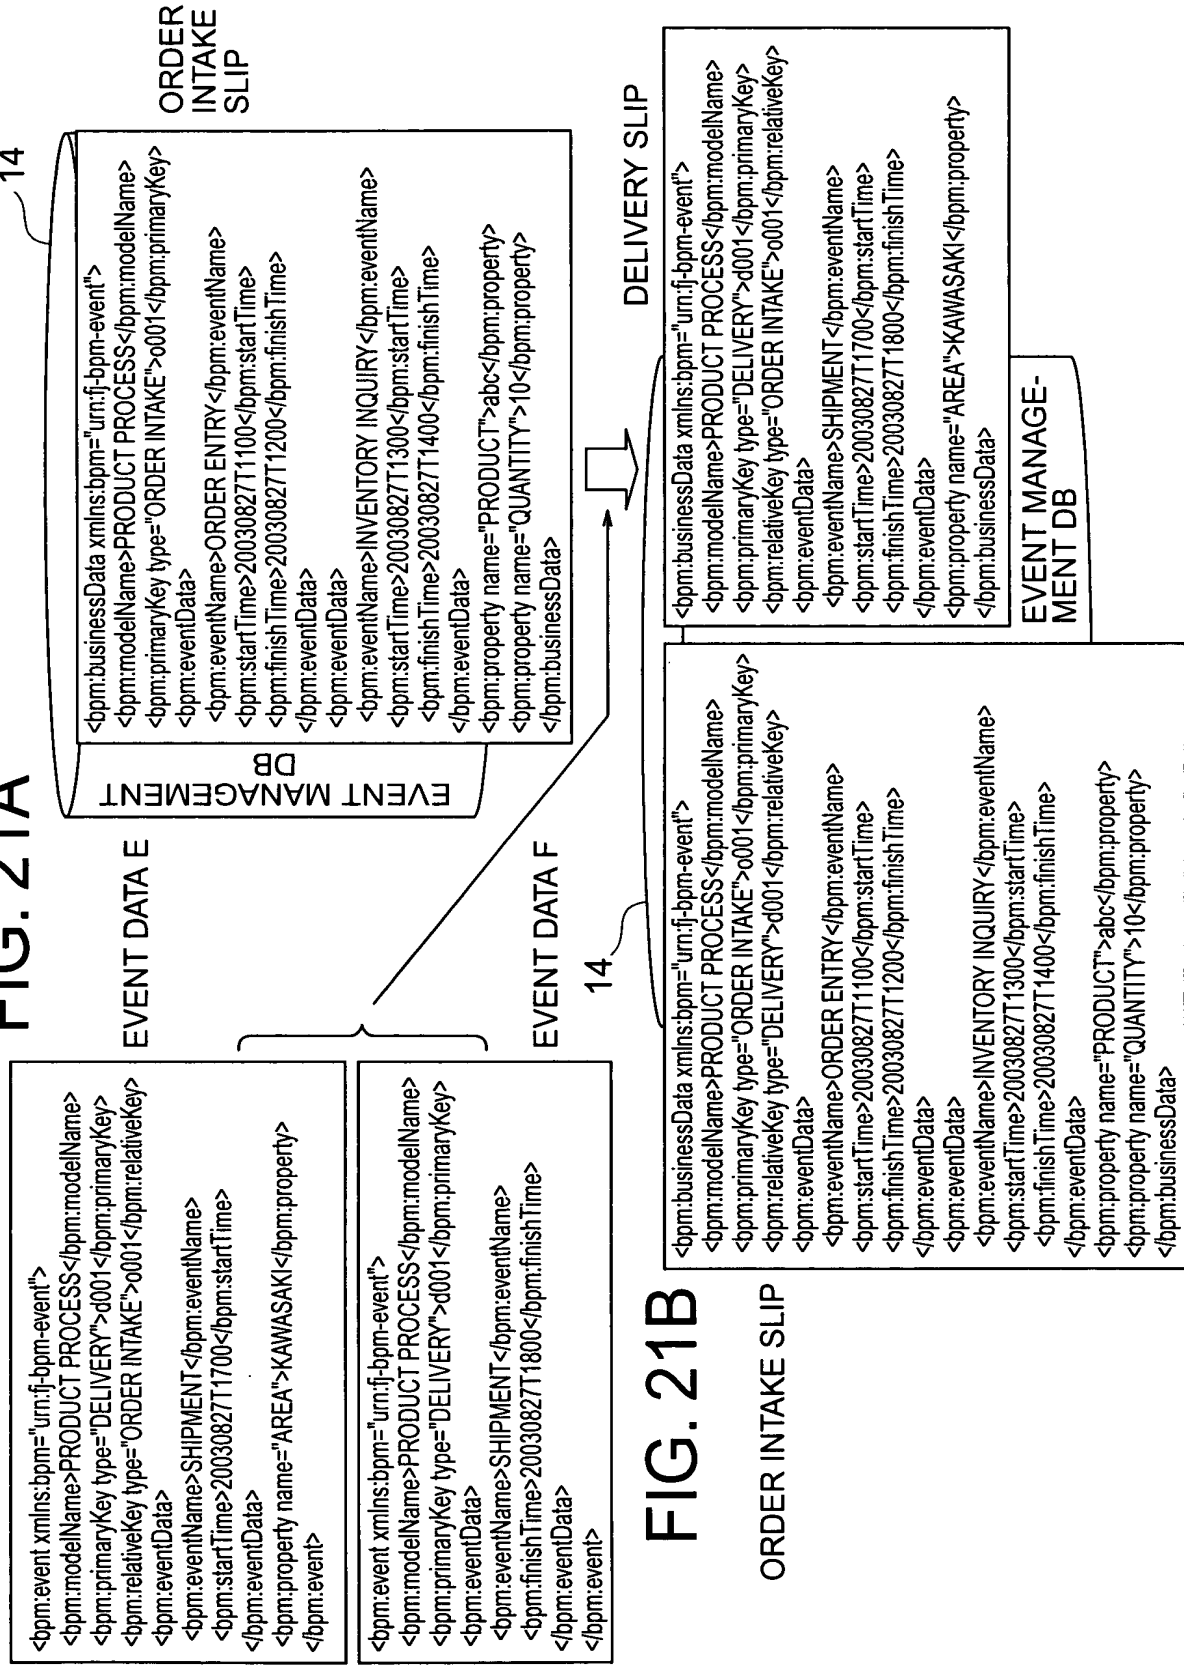 FIG. 21A
EVENT DATA E
<bpm:event xmlns:bpm="urn:fj-bpm-event">
<bpm:modelName>PRODUCT PROCESS</bpm:modelName>
<bpm:primaryKey type="DELIVERY">d001</bpm:primaryKey>
<bpm:relativeKey type="ORDER INTAKE">o001</bpm:relativeKey>
<bpm:eventData>
<bpm:eventName>SHIPMENT</bpm:eventName>
<bpm:startTime>20030827T1700</bpm:startTime>
</bpm:eventData>
<bpm:property name="AREA">KAWASAKI</bpm:property>
</bpm:event>
EVENT DATA F
<bpm:event xmlns:bpm="urn:fj-bpm-event">
<bpm:modelName>PRODUCT PROCESS</bpm:modelName>
<bpm:primaryKey type="DELIVERY">d001</bpm:primaryKey>
<bpm:eventData>
<bpm:eventName>SHIPMENT</bpm:eventName>
<bpm:finishTime>20030827T1800</bpm:finishTime>
</bpm:eventData>
</bpm:event>
14
ORDER
INTAKE
SLIP
EVENT MANAGEMENT
DB
<bpm:businessData xmlns:bpm="urn:fj-bpm-event">
<bpm:modelName>PRODUCT PROCESS</bpm:modelName>
<bpm:primaryKey type="ORDER INTAKE">o001</bpm:primaryKey>
<bpm:eventData>
<bpm:eventName>ORDER ENTRY</bpm:eventName>
<bpm:startTime>20030827T1100</bpm:startTime>
<bpm:finishTime>20030827T1200</bpm:finishTime>
</bpm:eventData>
<bpm:eventData>
<bpm:eventName>INVENTORY INQUIRY</bpm:eventName>
<bpm:startTime>20030827T1300</bpm:startTime>
<bpm:finishTime>20030827T1400</bpm:finishTime>
</bpm:eventData>
<bpm:property name="PRODUCT">abc</bpm:property>
<bpm:property name="QUANTITY">10</bpm:property>
</bpm:businessData>
FIG. 21B
ORDER INTAKE SLIP
14
<bpm:businessData xmlns:bpm="urn:fj-bpm-event">
<bpm:modelName>PRODUCT PROCESS</bpm:modelName>
<bpm:primaryKey type="ORDER INTAKE">o001</bpm:primaryKey>
<bpm:relativeKey type="DELIVERY">d001</bpm:relativeKey>
<bpm:eventData>
<bpm:eventName>ORDER ENTRY</bpm:eventName>
<bpm:startTime>20030827T1100</bpm:startTime>
<bpm:finishTime>20030827T1200</bpm:finishTime>
</bpm:eventData>
<bpm:eventData>
<bpm:eventName>INVENTORY INQUIRY</bpm:eventName>
<bpm:startTime>20030827T1300</bpm:startTime>
<bpm:finishTime>20030827T1400</bpm:finishTime>
</bpm:eventData>
<bpm:property name="PRODUCT">abc</bpm:property>
<bpm:property name="QUANTITY">10</bpm:property>
</bpm:businessData>
DELIVERY SLIP
<bpm:businessData xmlns:bpm="urn:fj-bpm-event">
<bpm:modelName>PRODUCT PROCESS</bpm:modelName>
<bpm:primaryKey type="DELIVERY">d001</bpm:primaryKey>
<bpm:relativeKey type="ORDER INTAKE">o001</bpm:relativeKey>
<bpm:eventData>
<bpm:eventName>SHIPMENT</bpm:eventName>
<bpm:startTime>20030827T1700</bpm:startTime>
<bpm:finishTime>20030827T1800</bpm:finishTime>
</bpm:eventData>
<bpm:property name="AREA">KAWASAKI</bpm:property>
</bpm:businessData>
EVENT MANAGE-
MENT DB